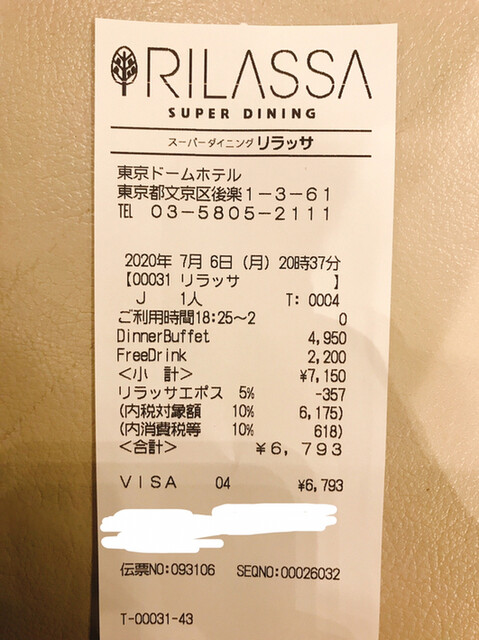 RILASSA
SUPER DINING
スーパーダイニング リラッサ
東京ドームホテル
東京都文京区後楽1-3-61
TEL 03-5805-2111
2020年 7月 6日 (月) 20時37分
【00031 リラッサ 】
J 1人 T: 0004
ご利用時間18:25~2 0
DinnerBuffet 4,950
FreeDrink 2,200
<小 計> ¥7,150
リラッサエポス 5% -357
(内税対象額 10% 6,175)
(内消費税等 10% 618)
<合計> ¥6,793
VISA 04 ¥6,793
伝票NO:093106 SEQNO:00026032
T-00031-43